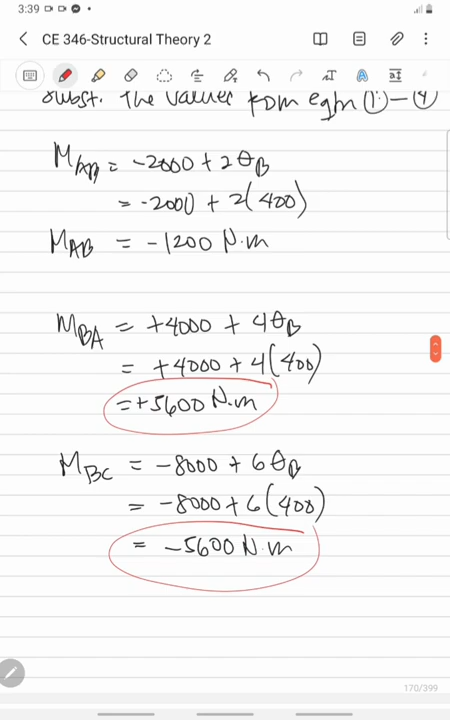 3:39
CE 346-Structural Theory 2
subst. the values from eqn (1) – (4)
M_AB = -2000 + 2θ_B
= -2000 + 2(400)
M_AB = -1200 N·m
M_BA = +4000 + 4θ_B
= +4000 + 4(400)
= +5600 N·m
M_BC = -8000 + 6θ_B
= -8000 + 6(400)
= -5600 N·m
170/399